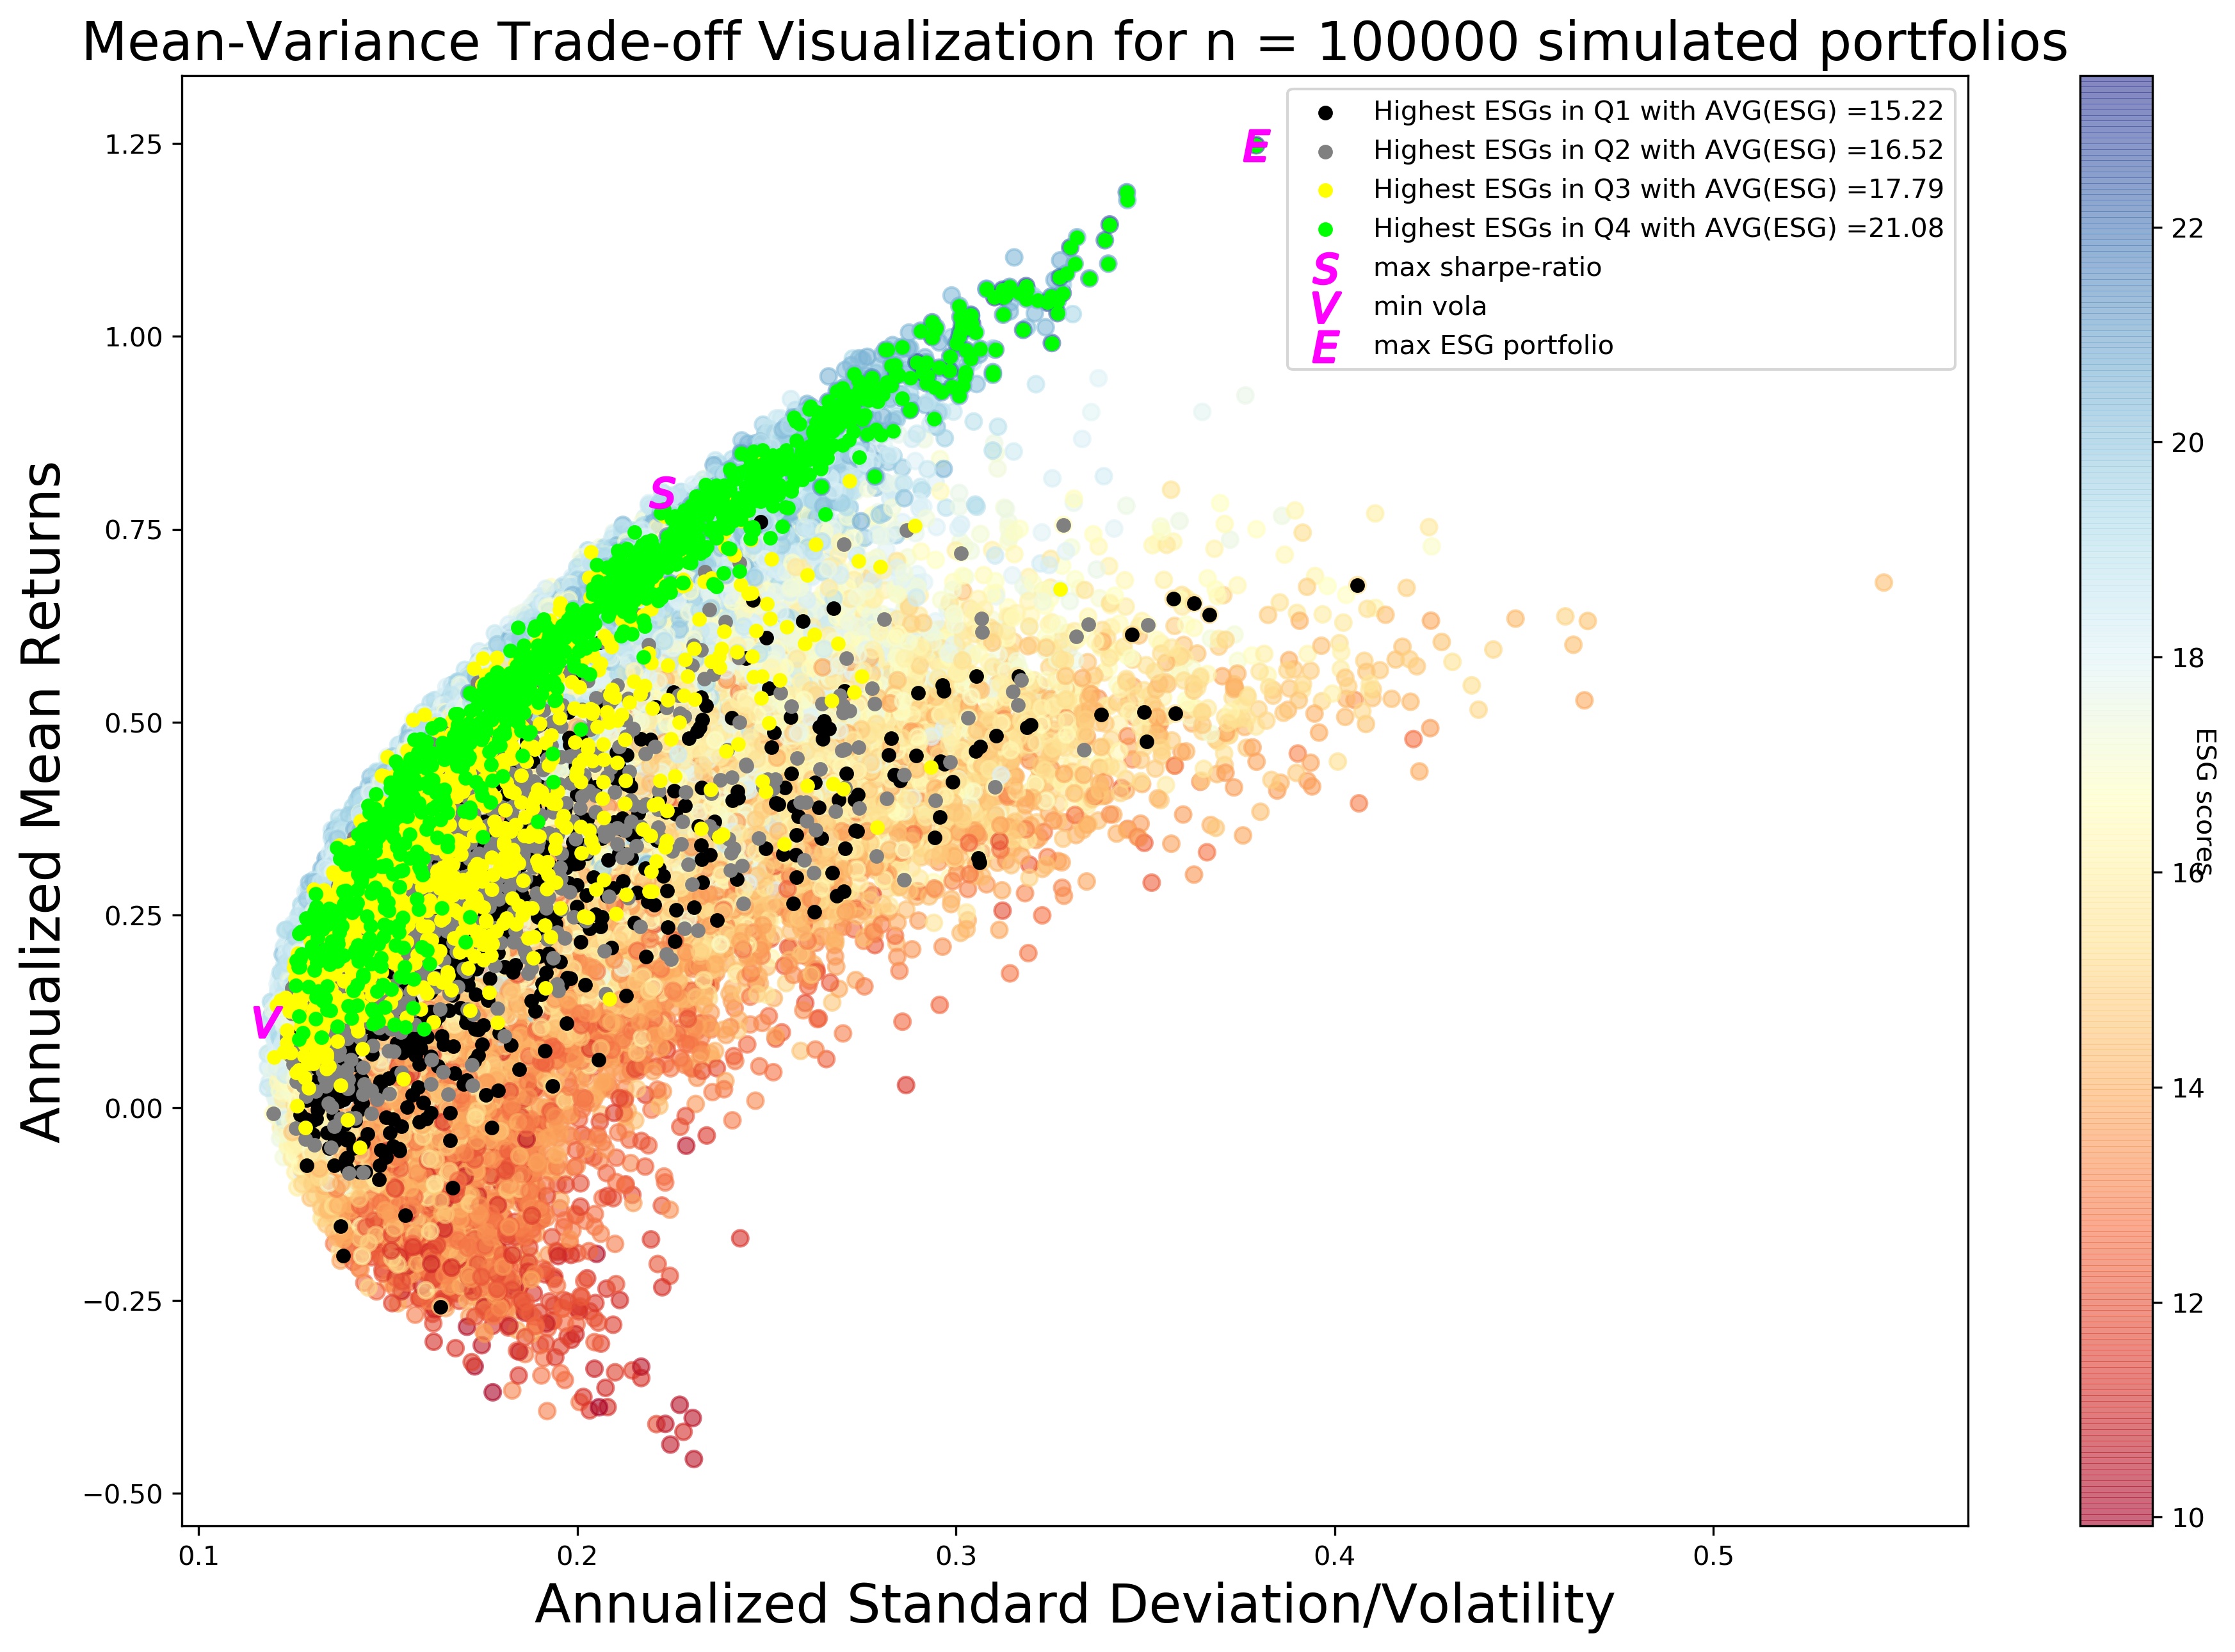 Mean-Variance Trade-off Visualization for n = 100000 simulated portfolios
Highest ESGs in Q1 with AVG(ESG) =15.22
Highest ESGs in Q2 with AVG(ESG) =16.52
Highest ESGs in Q3 with AVG(ESG) =17.79
Highest ESGs in Q4 with AVG(ESG) =21.08
S max sharpe-ratio
V min vola
E max ESG portfolio
E
S
V
Annualized Mean Returns
1.25
1.00
0.75
0.50
0.25
0.00
−0.25
−0.50
0.1 0.2 0.3 0.4 0.5
Annualized Standard Deviation/Volatility
22
20
18
16
14
12
10
ESG scores